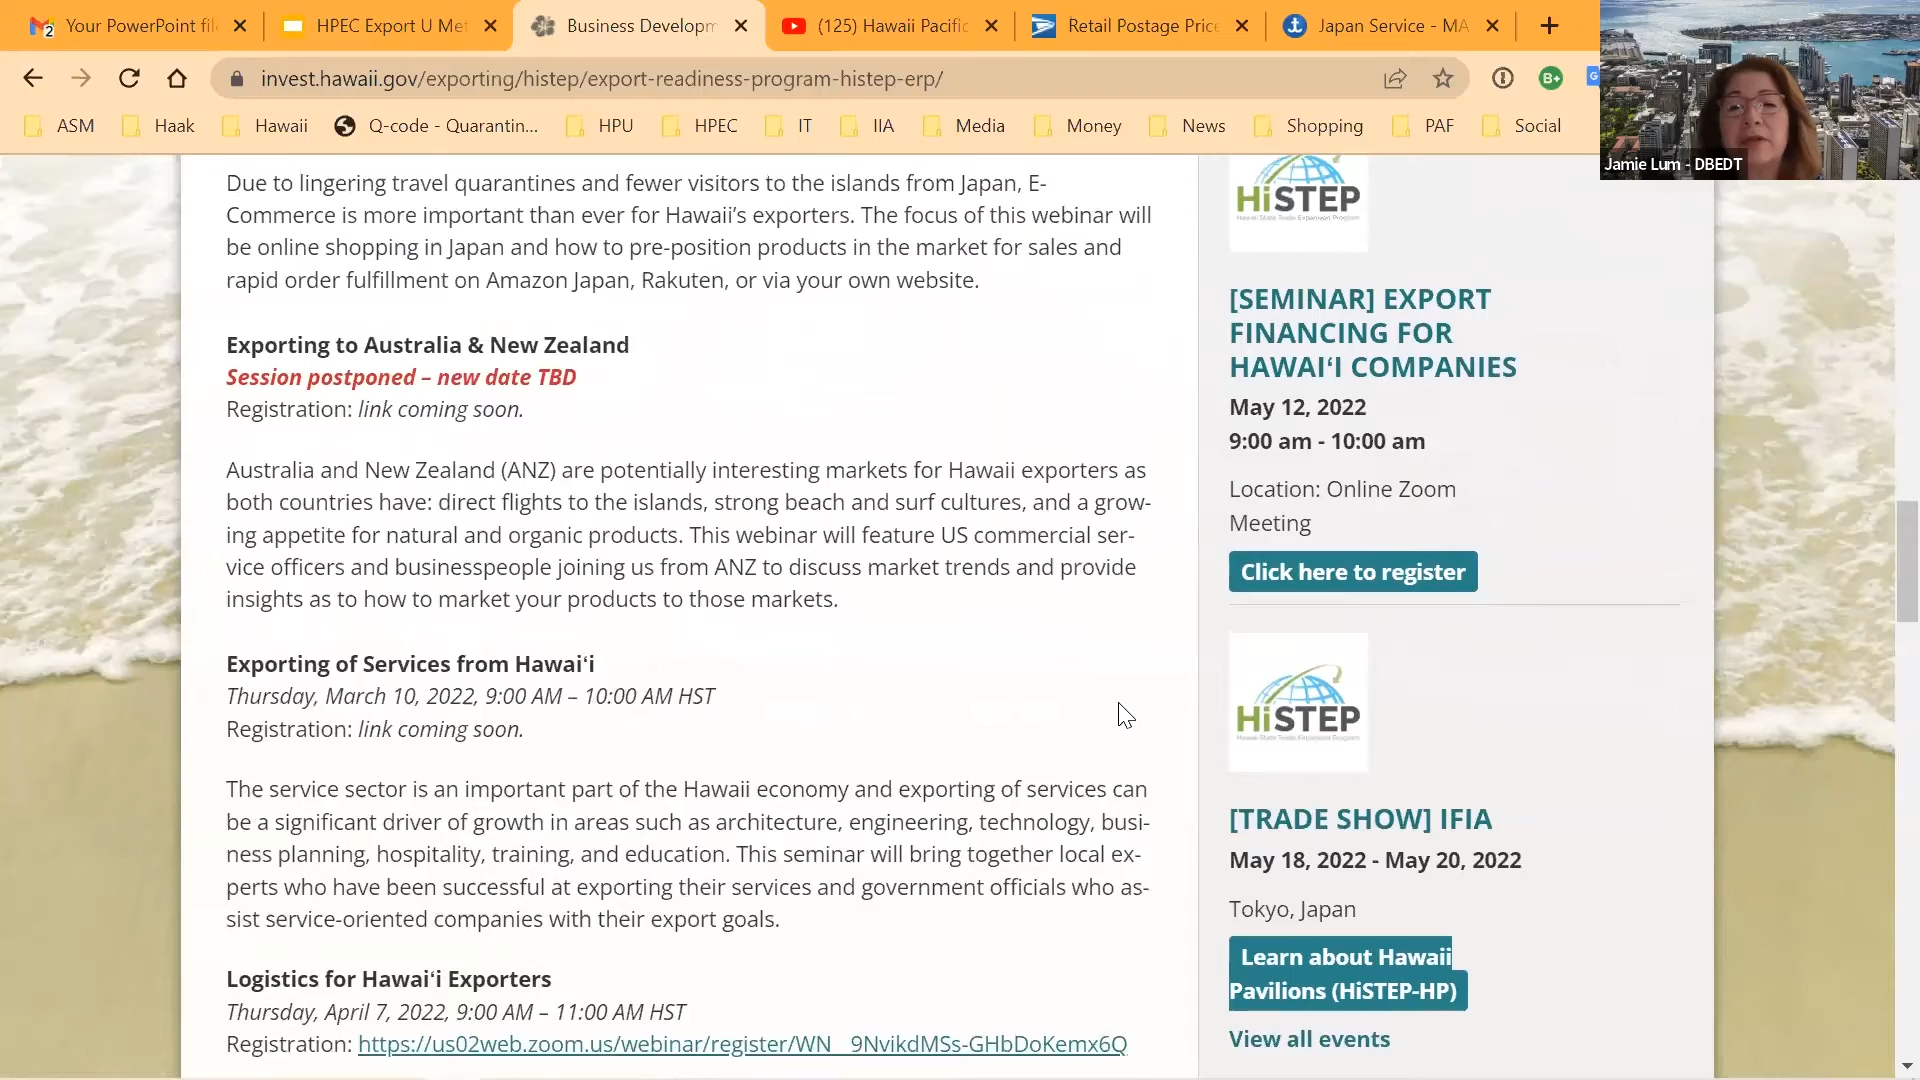 Your PowerPoint fil
HPEC Export U Met
Business Developm
(125) Hawaii Pacific
Retail Postage Price
Japan Service - MA
invest.hawaii.gov/exporting/histep/export-readiness-program-histep-erp/
ASM
Haak
Hawaii
Q-code - Quarantin...
HPU
HPEC
IT
IIA
Media
Money
News
Shopping
PAF
Social
Jamie Lum - DBEDT
Due to lingering travel quarantines and fewer visitors to the islands from Japan, E-
Commerce is more important than ever for Hawaii's exporters. The focus of this webinar will
be online shopping in Japan and how to pre-position products in the market for sales and
rapid order fulfillment on Amazon Japan, Rakuten, or via your own website.
Exporting to Australia & New Zealand
Session postponed – new date TBD
Registration: link coming soon.
Australia and New Zealand (ANZ) are potentially interesting markets for Hawaii exporters as
both countries have: direct flights to the islands, strong beach and surf cultures, and a grow-
ing appetite for natural and organic products. This webinar will feature US commercial ser-
vice officers and businesspeople joining us from ANZ to discuss market trends and provide
insights as to how to market your products to those markets.
Exporting of Services from Hawaiʻi
Thursday, March 10, 2022, 9:00 AM – 10:00 AM HST
Registration: link coming soon.
The service sector is an important part of the Hawaii economy and exporting of services can
be a significant driver of growth in areas such as architecture, engineering, technology, busi-
ness planning, hospitality, training, and education. This seminar will bring together local ex-
perts who have been successful at exporting their services and government officials who as-
sist service-oriented companies with their export goals.
Logistics for Hawaiʻi Exporters
Thursday, April 7, 2022, 9:00 AM – 11:00 AM HST
Registration: https://us02web.zoom.us/webinar/register/WN_9NvikdMSs-GHbDoKemx6Q
HiSTEP
Hawaii State Trade Expansion Program
[SEMINAR] EXPORT
FINANCING FOR
HAWAIʻI COMPANIES
May 12, 2022
9:00 am - 10:00 am
Location: Online Zoom
Meeting
Click here to register
HiSTEP
Hawaii State Trade Expansion Program
[TRADE SHOW] IFIA
May 18, 2022 - May 20, 2022
Tokyo, Japan
Learn about Hawaii
Pavilions (HiSTEP-HP)
View all events